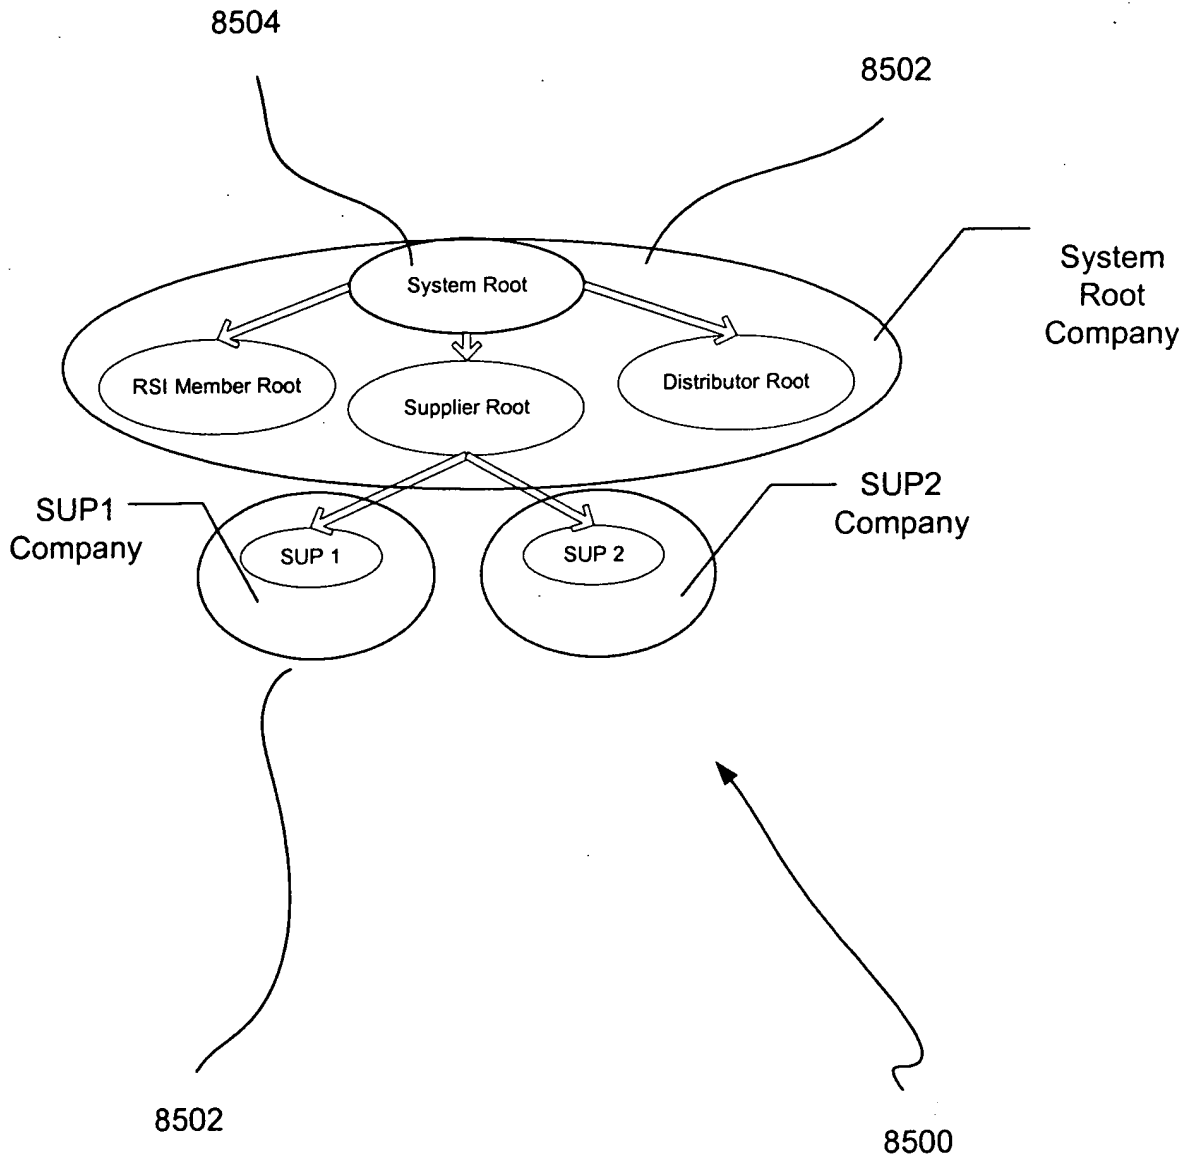 8504
8502
System Root
System
Root
Company
RSI Member Root
Supplier Root
Distributor Root
SUP1
Company
SUP2
Company
SUP 1
SUP 2
8502
8500